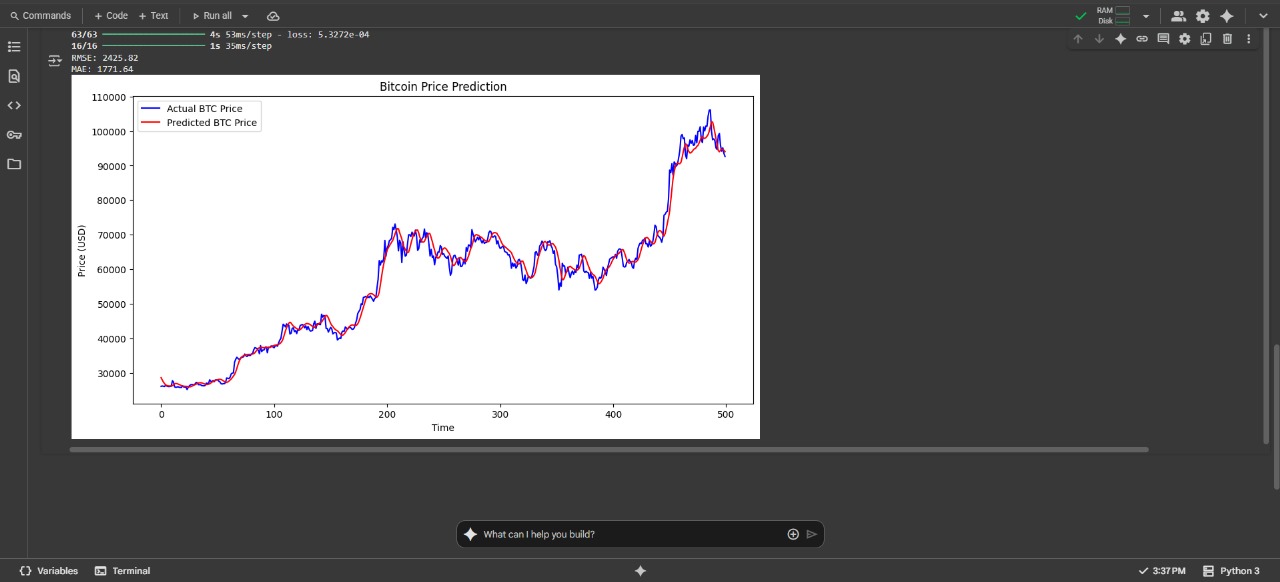 Commands + Code + Text Run all
RAM
Disk
63/63 4s 53ms/step - loss: 5.3272e-04
16/16 1s 35ms/step
RMSE: 2425.82
MAE: 1771.64
Bitcoin Price Prediction
Actual BTC Price
Predicted BTC Price
110000
100000
90000
80000
70000
60000
50000
40000
30000
Price (USD)
0 100 200 300 400 500
Time
What can I help you build?
Variables Terminal 3:37 PM Python 3